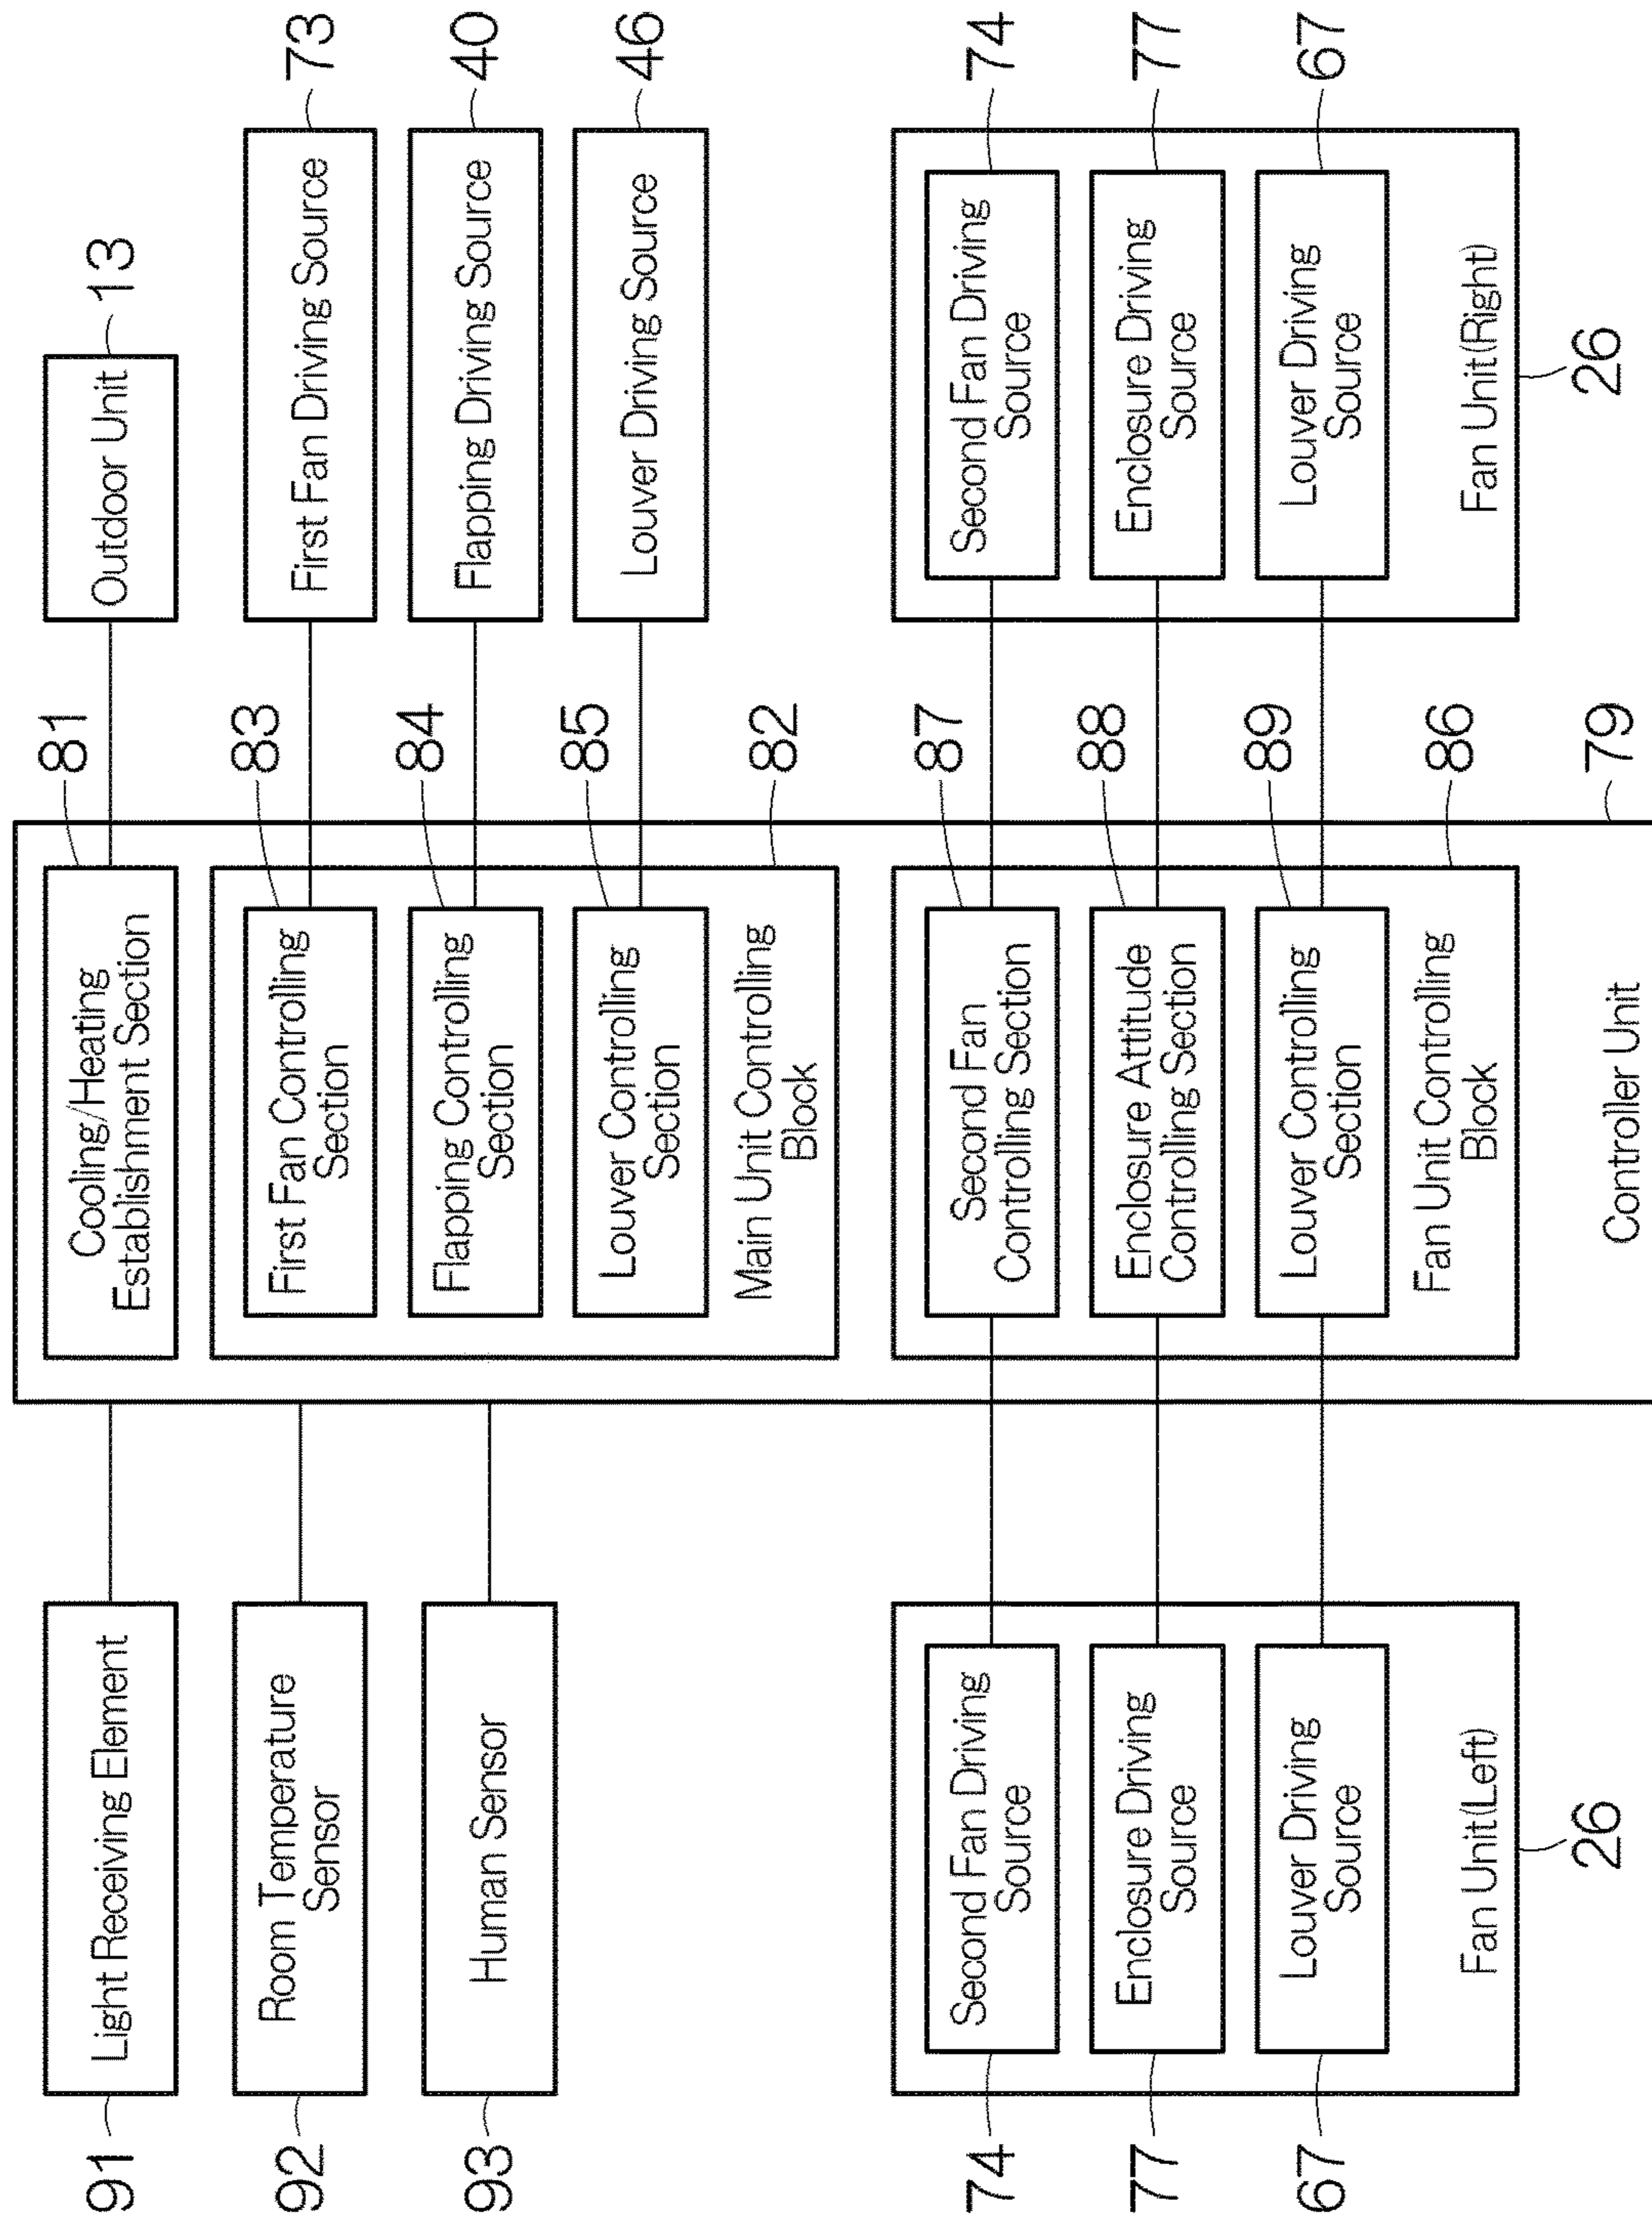 91
Light Receiving Element
92
Room Temperature
Sensor
93
Human Sensor
74
Second Fan Driving
Source
77
Enclosure Driving
Source
67
Louver Driving
Source
Fan Unit(Left)
26
81
Cooling/Heating
Establishment Section
83
First Fan Controlling
Section
84
Flapping Controlling
Section
85
Louver Controlling
Section
82
Main Unit Controlling
Block
87
Second Fan
Controlling Section
88
Enclosure Attitude
Controlling Section
89
Louver Controlling
Section
86
Fan Unit Controlling
Block
79
Controller Unit
Outdoor Unit
13
First Fan Driving Source
73
Flapping Driving Source
40
Louver Driving Source
46
Second Fan Driving
Source
74
Enclosure Driving
Source
77
Louver Driving
Source
67
Fan Unit(Right)
26